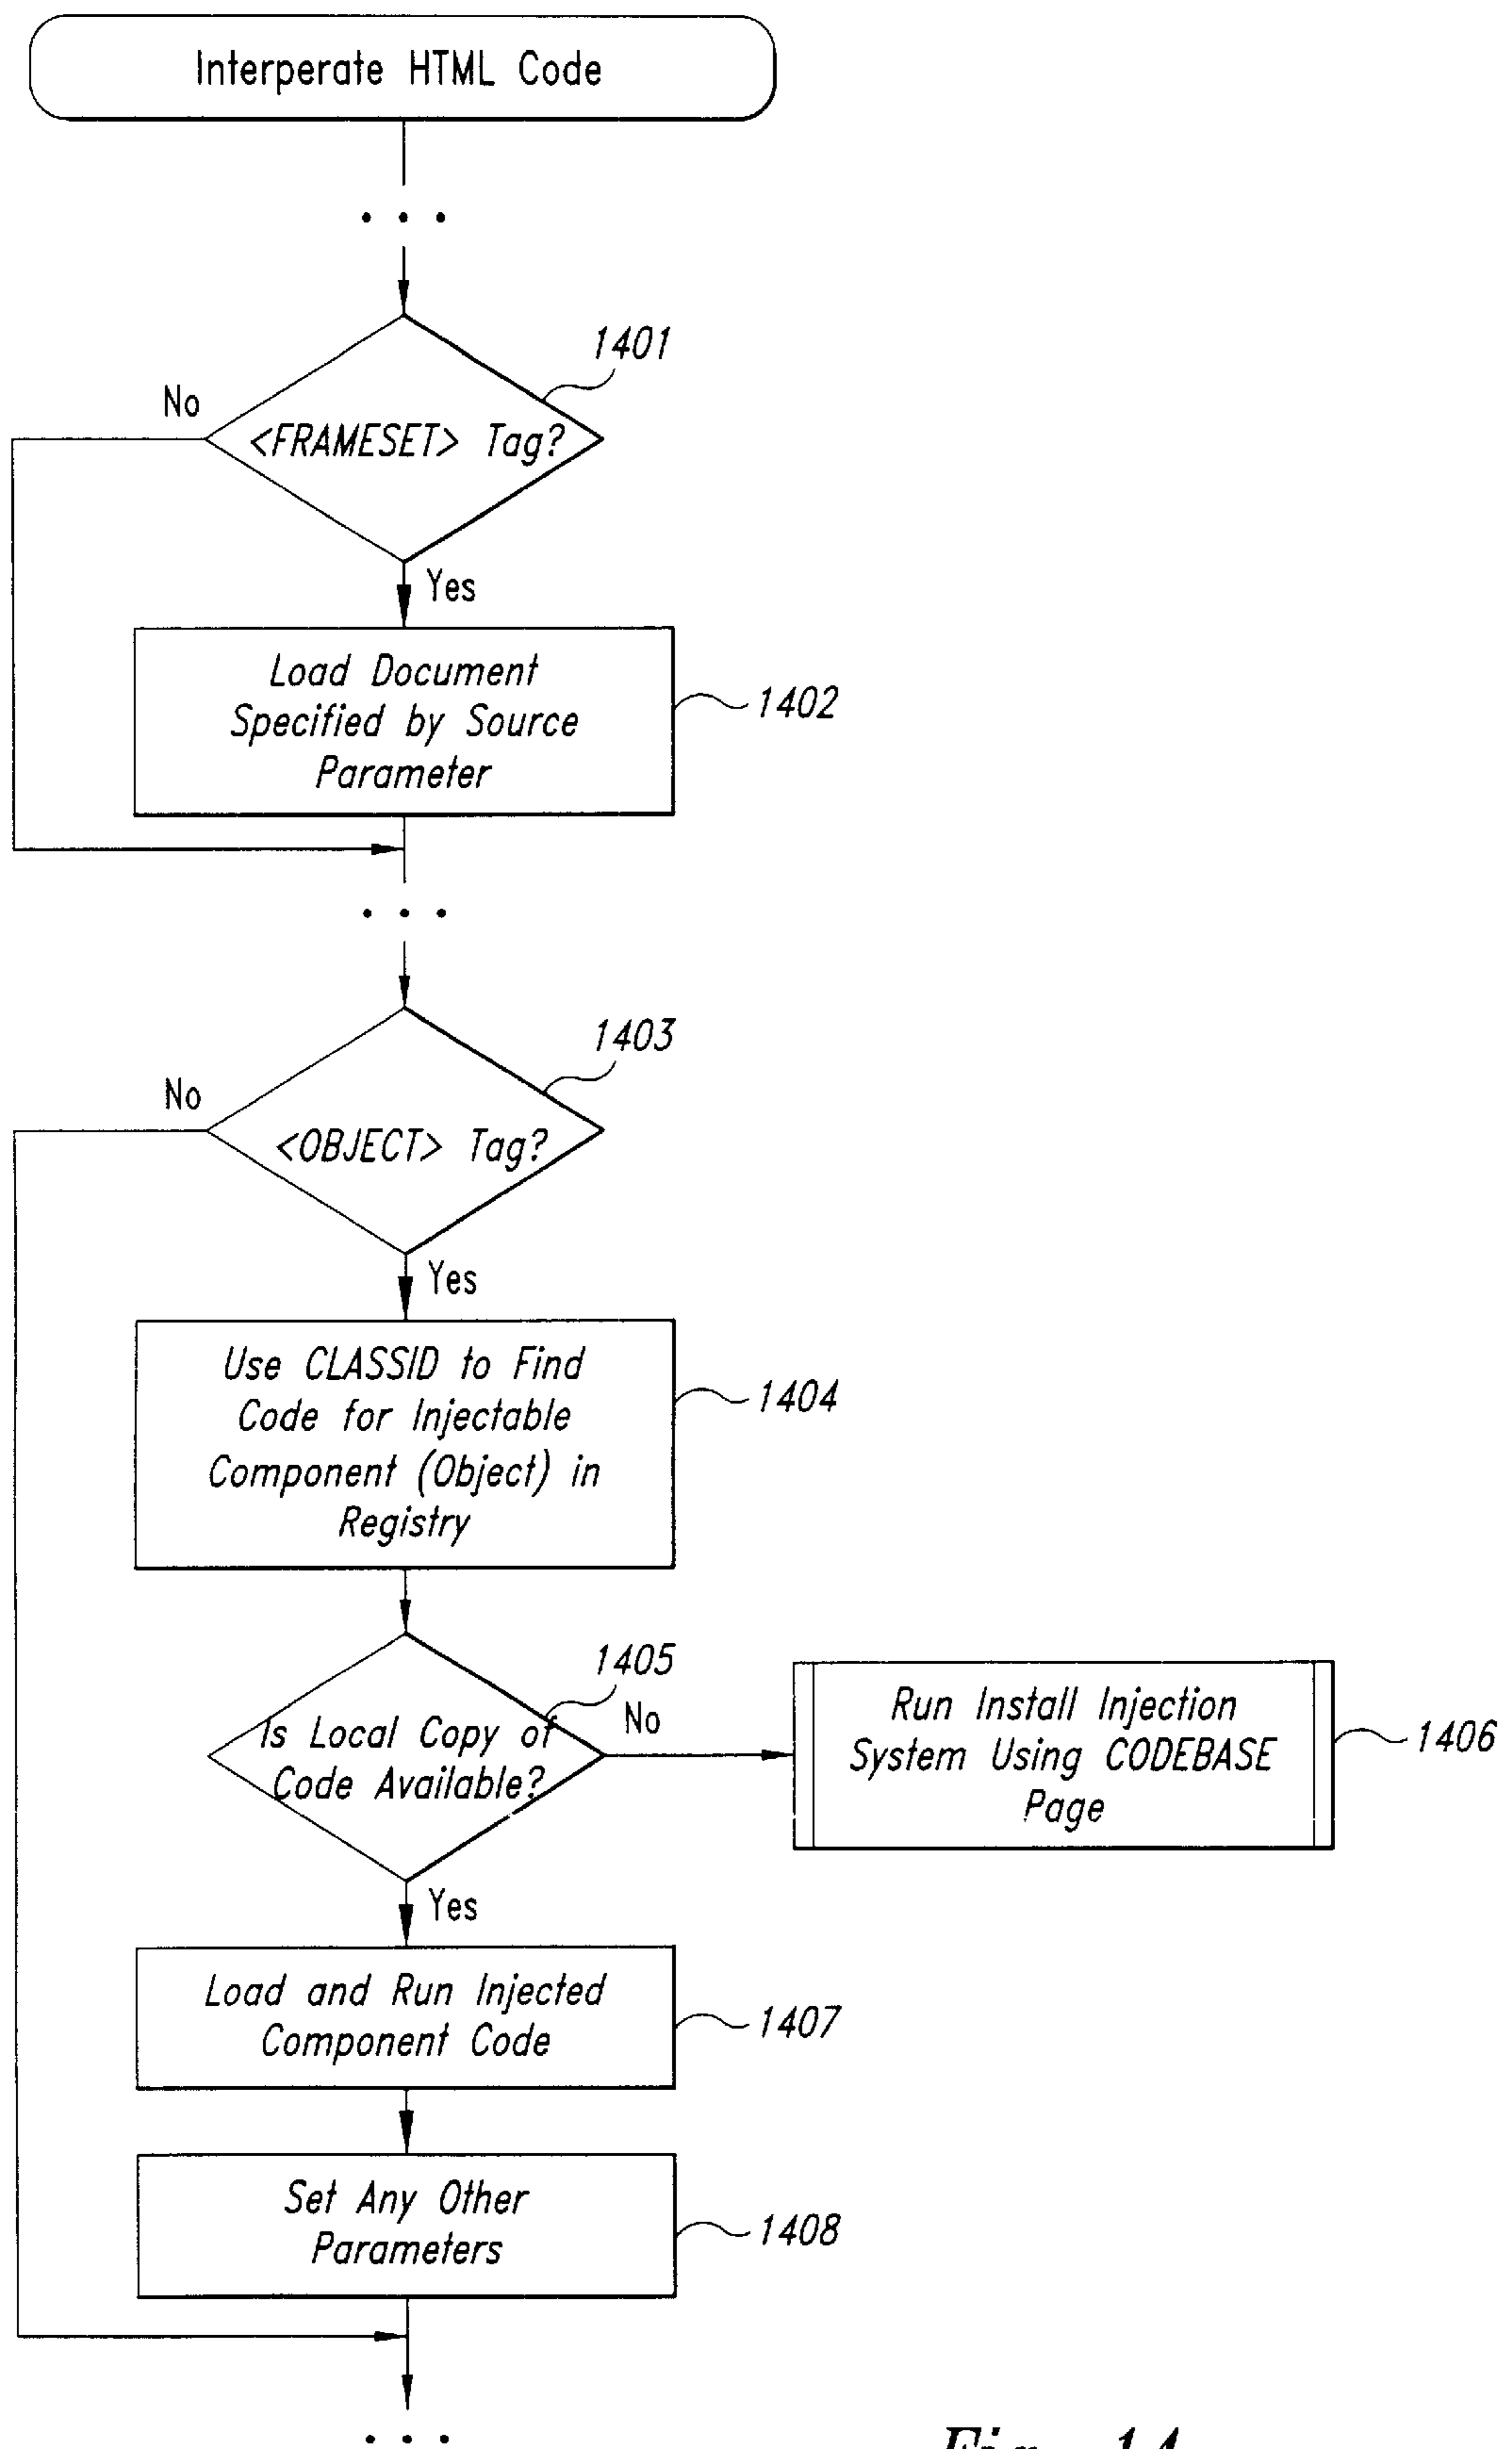 Interperate HTML Code
1401
No
<FRAMESET> Tag?
Yes
Load Document
Specified by Source
Parameter
1402
1403
No
<OBJECT> Tag?
Yes
Use CLASSID to Find
Code for Injectable
Component (Object) in
Registry
1404
1405
Is Local Copy of
Code Available?
No
Run Install Injection
System Using CODEBASE
Page
1406
Yes
Load and Run Injected
Component Code
1407
Set Any Other
Parameters
1408
Fig. 14